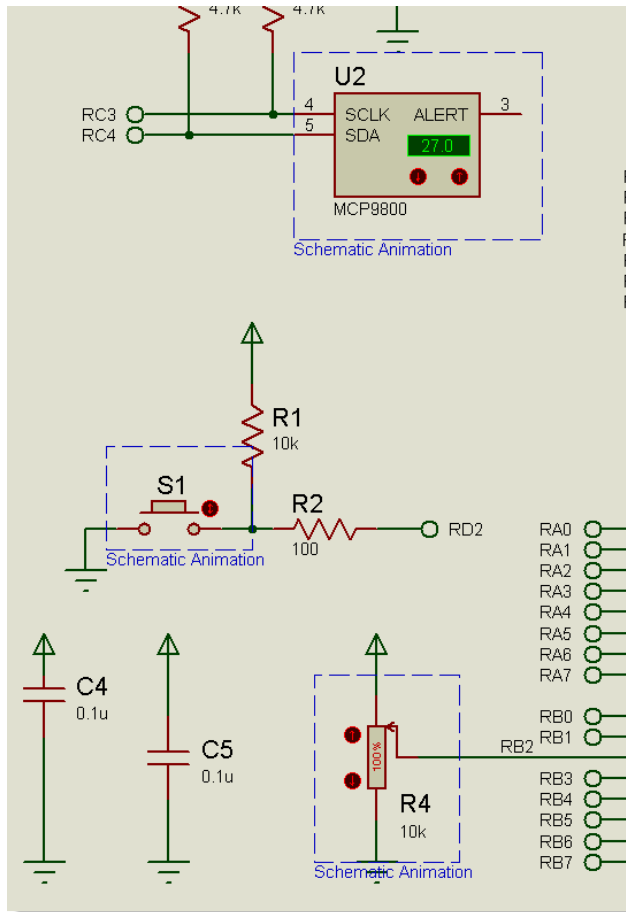 4.7k 4.7k
U2
RC3 4 SCLK ALERT 3
RC4 5 SDA
27.0
MCP9800
Schematic Animation
R1
10k
S1
R2
RD2
100
Schematic Animation
RA0
RA1
RA2
RA3
RA4
RA5
RA6
RA7
C4
0.1u
C5
0.1u
RB0
RB1
RB2
100%
RB3
R4
RB4
10k
RB5
RB6
RB7
Schematic Animation